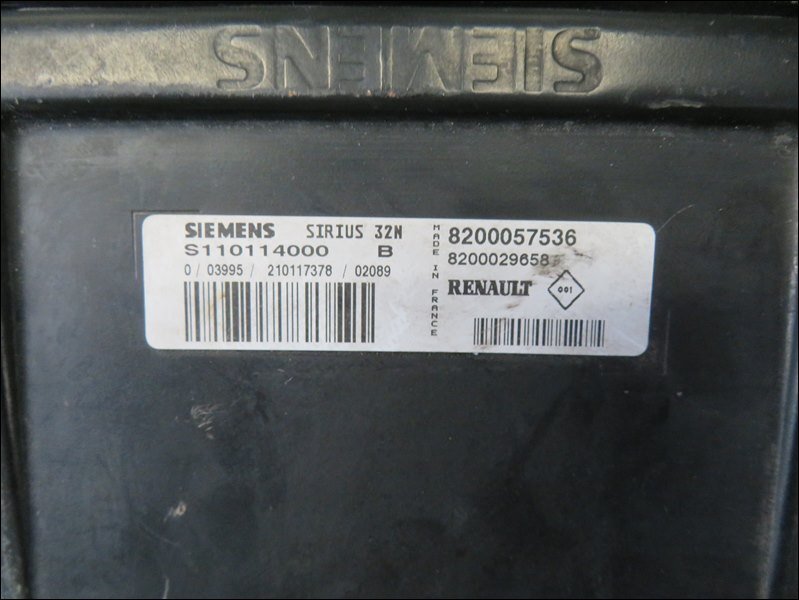 SIEMENS
SIEMENS SIRIUS 32N
S110114000 B
0 / 03995 / 210117378 / 02089
MADE IN FRANCE
8200057536
8200029658
RENAULT 001